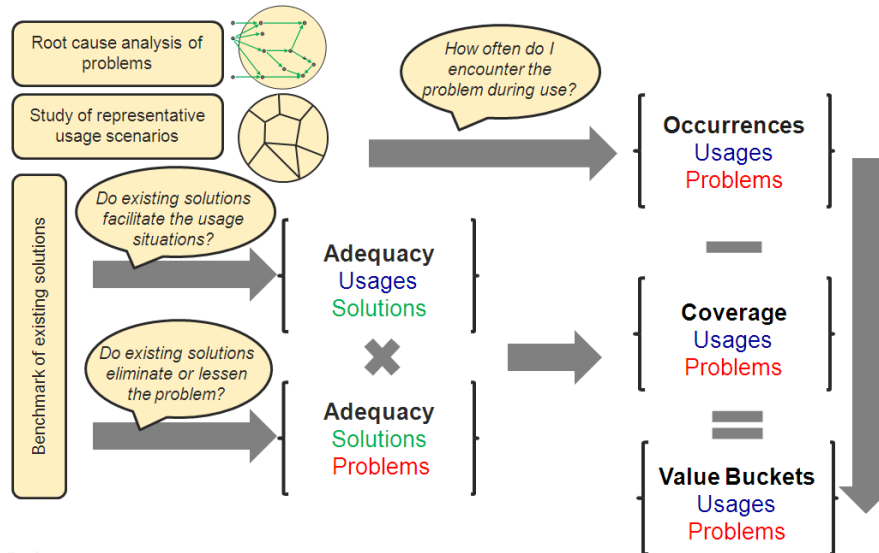 Root cause analysis of
problems
Study of representative
usage scenarios
How often do I
encounter the
problem during use?
Occurrences
Usages
Problems
Benchmark of existing solutions
Do existing solutions
facilitate the usage
situations?
Adequacy
Usages
Solutions
Coverage
Usages
Problems
Do existing solutions
eliminate or lessen
the problem?
Adequacy
Solutions
Problems
Value Buckets
Usages
Problems